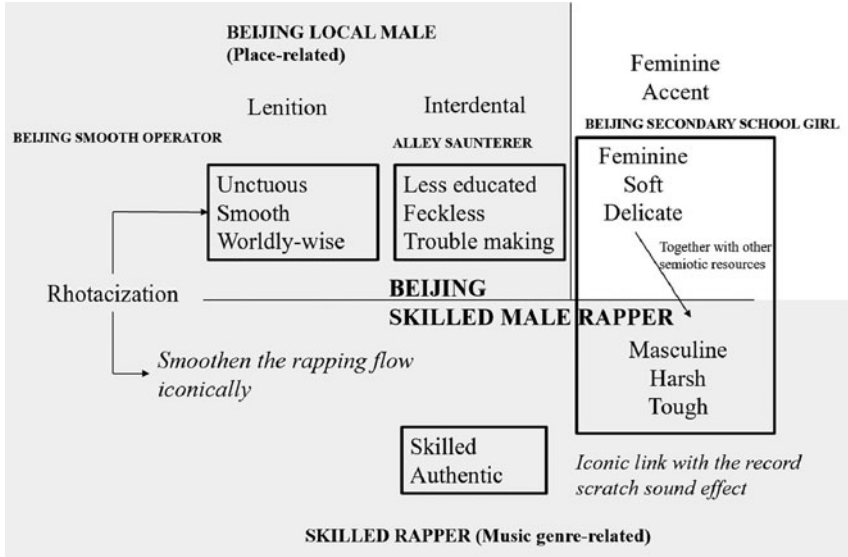 BEIJING LOCAL MALE
(Place-related)
Feminine
Accent
Lenition
Interdental
BEIJING SMOOTH OPERATOR
ALLEY SAUNTERER
BEIJING SECONDARY SCHOOL GIRL
Unctuous
Smooth
Worldly-wise
Less educated
Feckless
Trouble making
Feminine
Soft
Delicate
Together with other
semiotic resources
Rhotacization
BEIJING
SKILLED MALE RAPPER
Smoothen the rapping flow
iconically
Masculine
Harsh
Tough
Skilled
Authentic
Iconic link with the record
scratch sound effect
SKILLED RAPPER (Music genre-related)